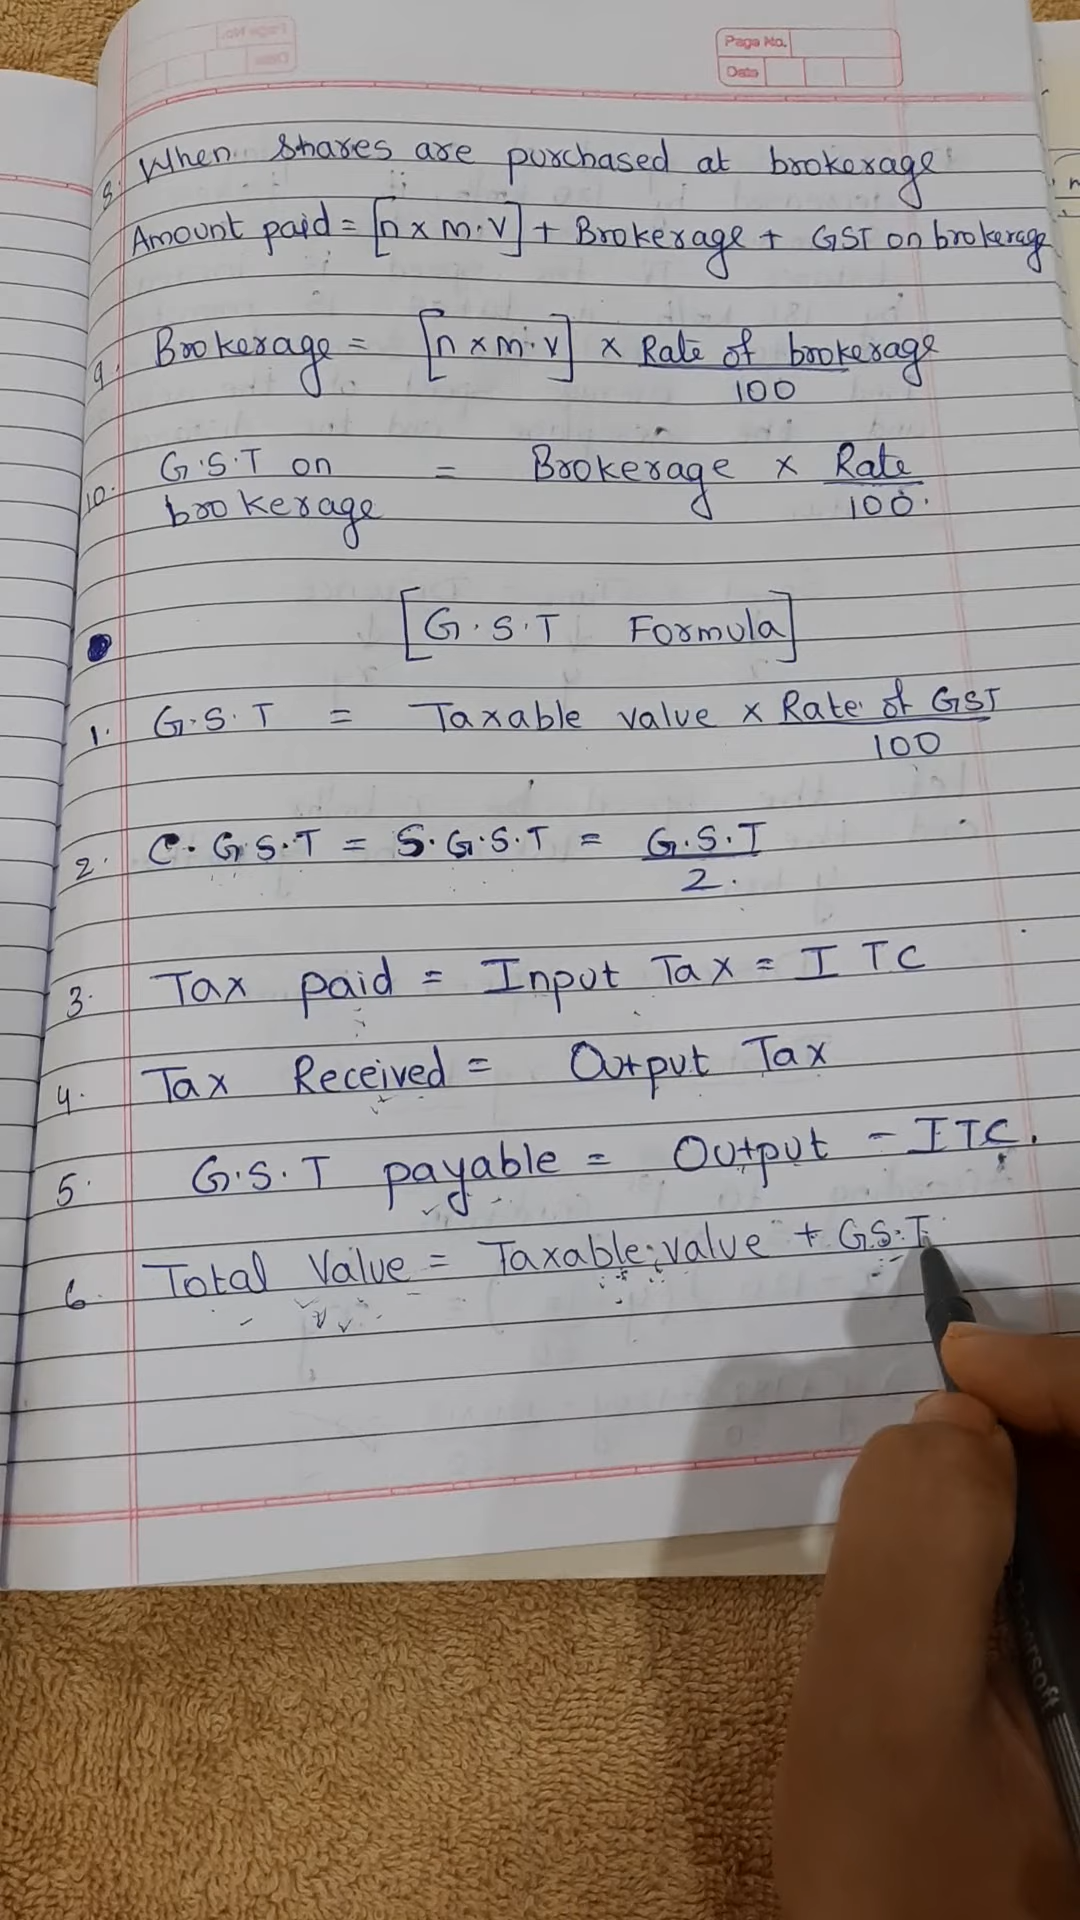 Page No.
Date
8. When shares are purchased at brokerage
Amount paid = [n x m.v] + Brokerage + GST on brokerage
9. Brokerage = [n x m.v] x Rate of brokerage
100
10. G.S.T on brokerage = Brokerage x Rate
100.
[G.S.T Formula]
1. G.S.T = Taxable value x Rate of GST
100
2. C.G.S.T = S.G.S.T = G.S.T
2.
3. Tax paid = Input Tax = ITC
4. Tax Received = Output Tax
5. G.S.T payable = Output - ITC.
6. Total Value = Taxable value + G.S.T